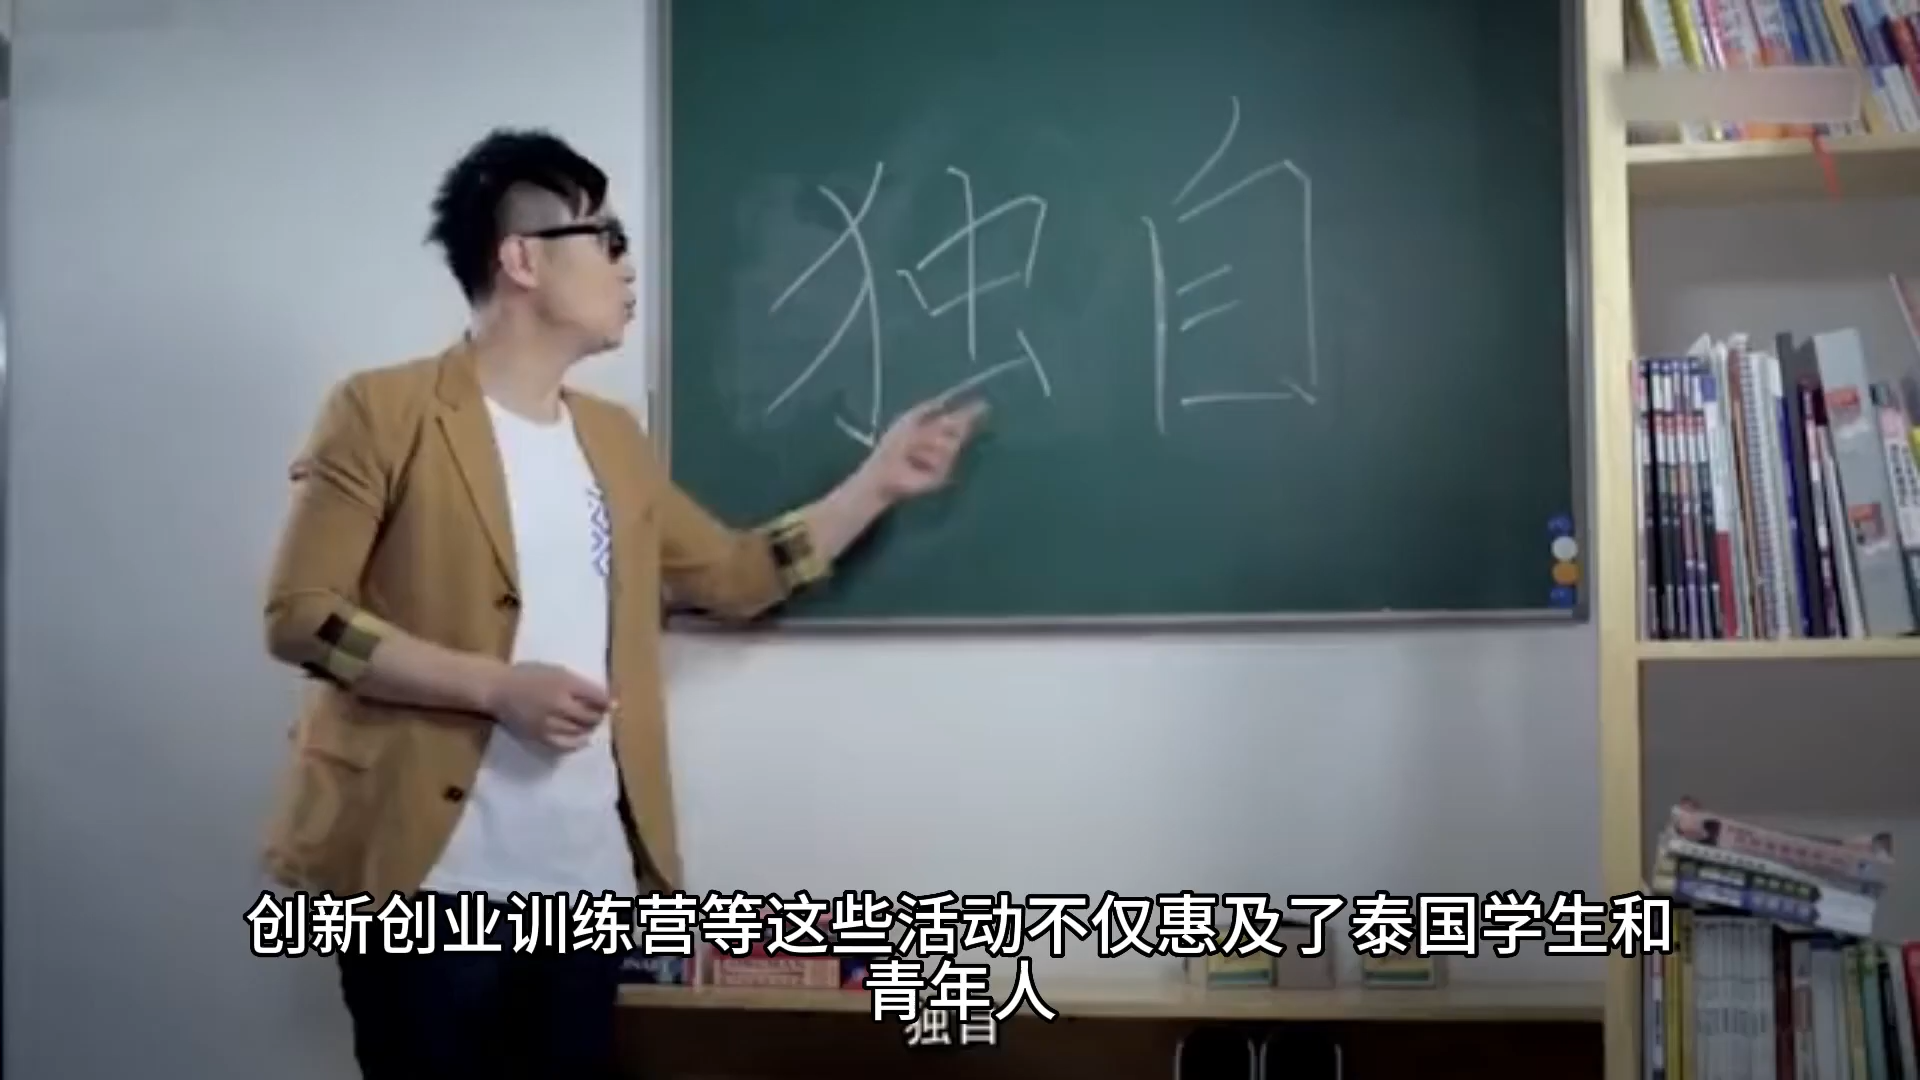 独自
创新创业训练营等这些活动不仅惠及了泰国学生和
青年人
独自